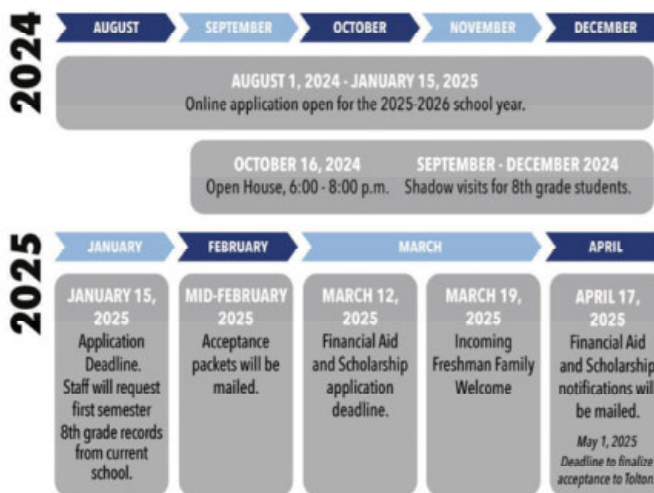 2024
AUGUST
SEPTEMBER
OCTOBER
NOVEMBER
DECEMBER
AUGUST 1, 2024 - JANUARY 15, 2025
Online application open for the 2025-2026 school year.
OCTOBER 16, 2024
Open House, 6:00 - 8:00 p.m.
SEPTEMBER - DECEMBER 2024
Shadow visits for 8th grade students.
2025
JANUARY
FEBRUARY
MARCH
APRIL
JANUARY 15,
2025
Application
Deadline.
Staff will request
first semester
8th grade records
from current
school.
MID-FEBRUARY
2025
Acceptance
packets will be
mailed.
MARCH 12,
2025
Financial Aid
and Scholarship
application
deadline.
MARCH 19,
2025
Incoming
Freshman Family
Welcome
APRIL 17,
2025
Financial Aid
and Scholarship
notifications will
be mailed.
May 1, 2025
Deadline to finalize
acceptance to Tolton.